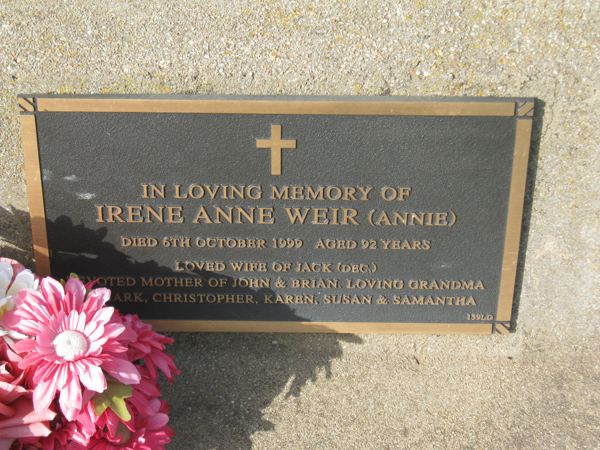 IN LOVING MEMORY OF
IRENE ANNE WEIR (ANNIE)
DIED 6TH OCTOBER 1999 AGED 92 YEARS
LOVED WIFE OF JACK (DEC.)
DEVOTED MOTHER OF JOHN & BRIAN. LOVING GRANDMA
MARK, CHRISTOPHER, KAREN, SUSAN & SAMANTHA
139LD